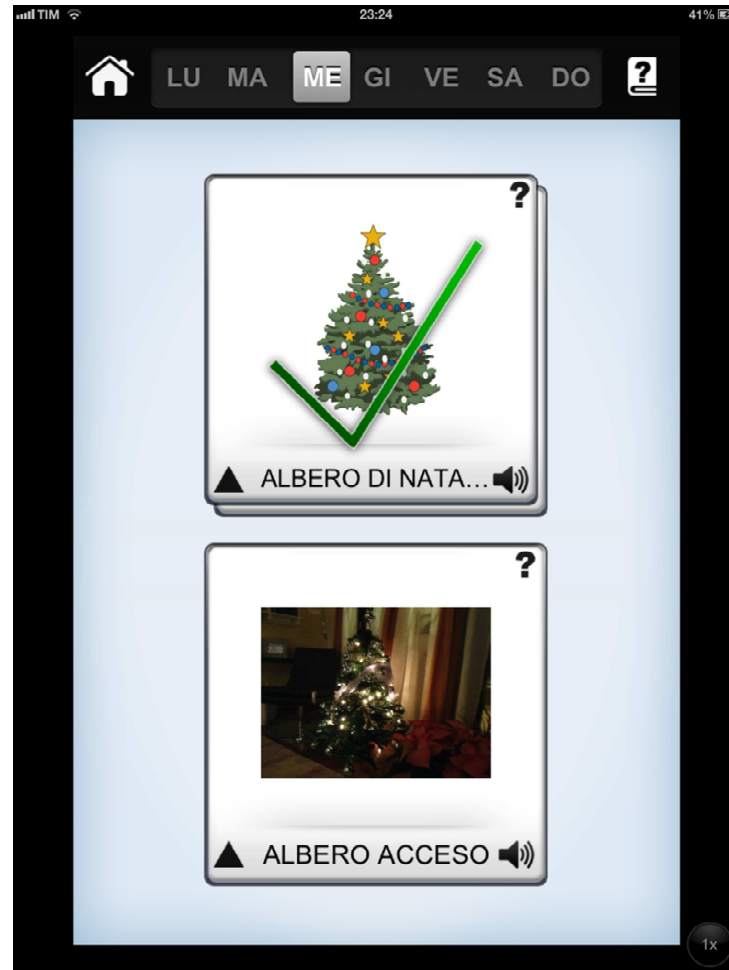 TIM 23:24 41%
LU MA ME GI VE SA DO ?
?
ALBERO DI NATA...
?
ALBERO ACCESO
1x